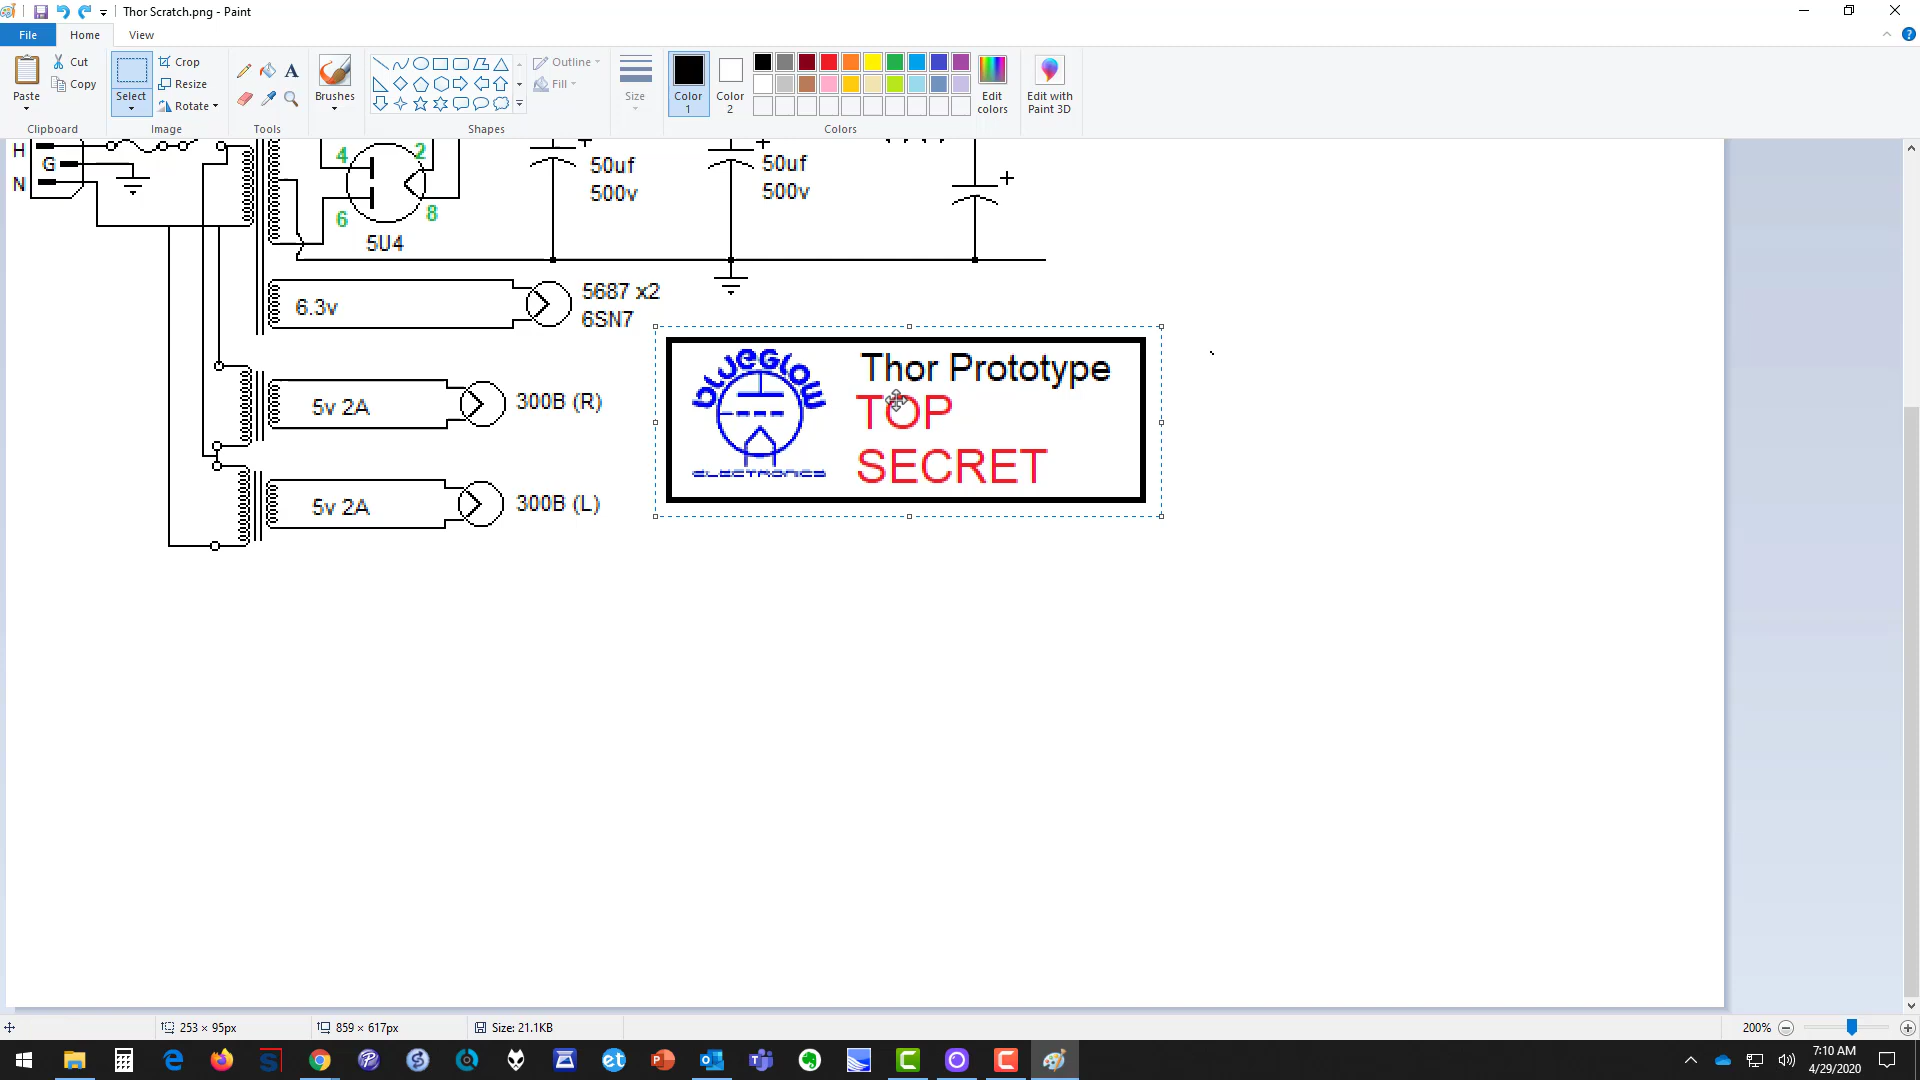 Thor Scratch.png - Paint
File
Home
View
Paste
Cut
Copy
Clipboard
Select
Crop
Resize
Rotate
Image
A
Tools
Brushes
Outline
Fill
Shapes
Size
Color
1
Color
2
Edit
colors
Edit with
Paint 3D
Colors
H
G
N
4
2
6
8
5U4
+
50uf
500v
+
50uf
500v
+
6.3v
5687 x2
6SN7
5v 2A
300B (R)
5v 2A
300B (L)
blueGlow
ELECTRONICS
Thor Prototype
TOP
SECRET
253 × 95px
859 × 617px
Size: 21.1KB
200%
7:10 AM
4/29/2020